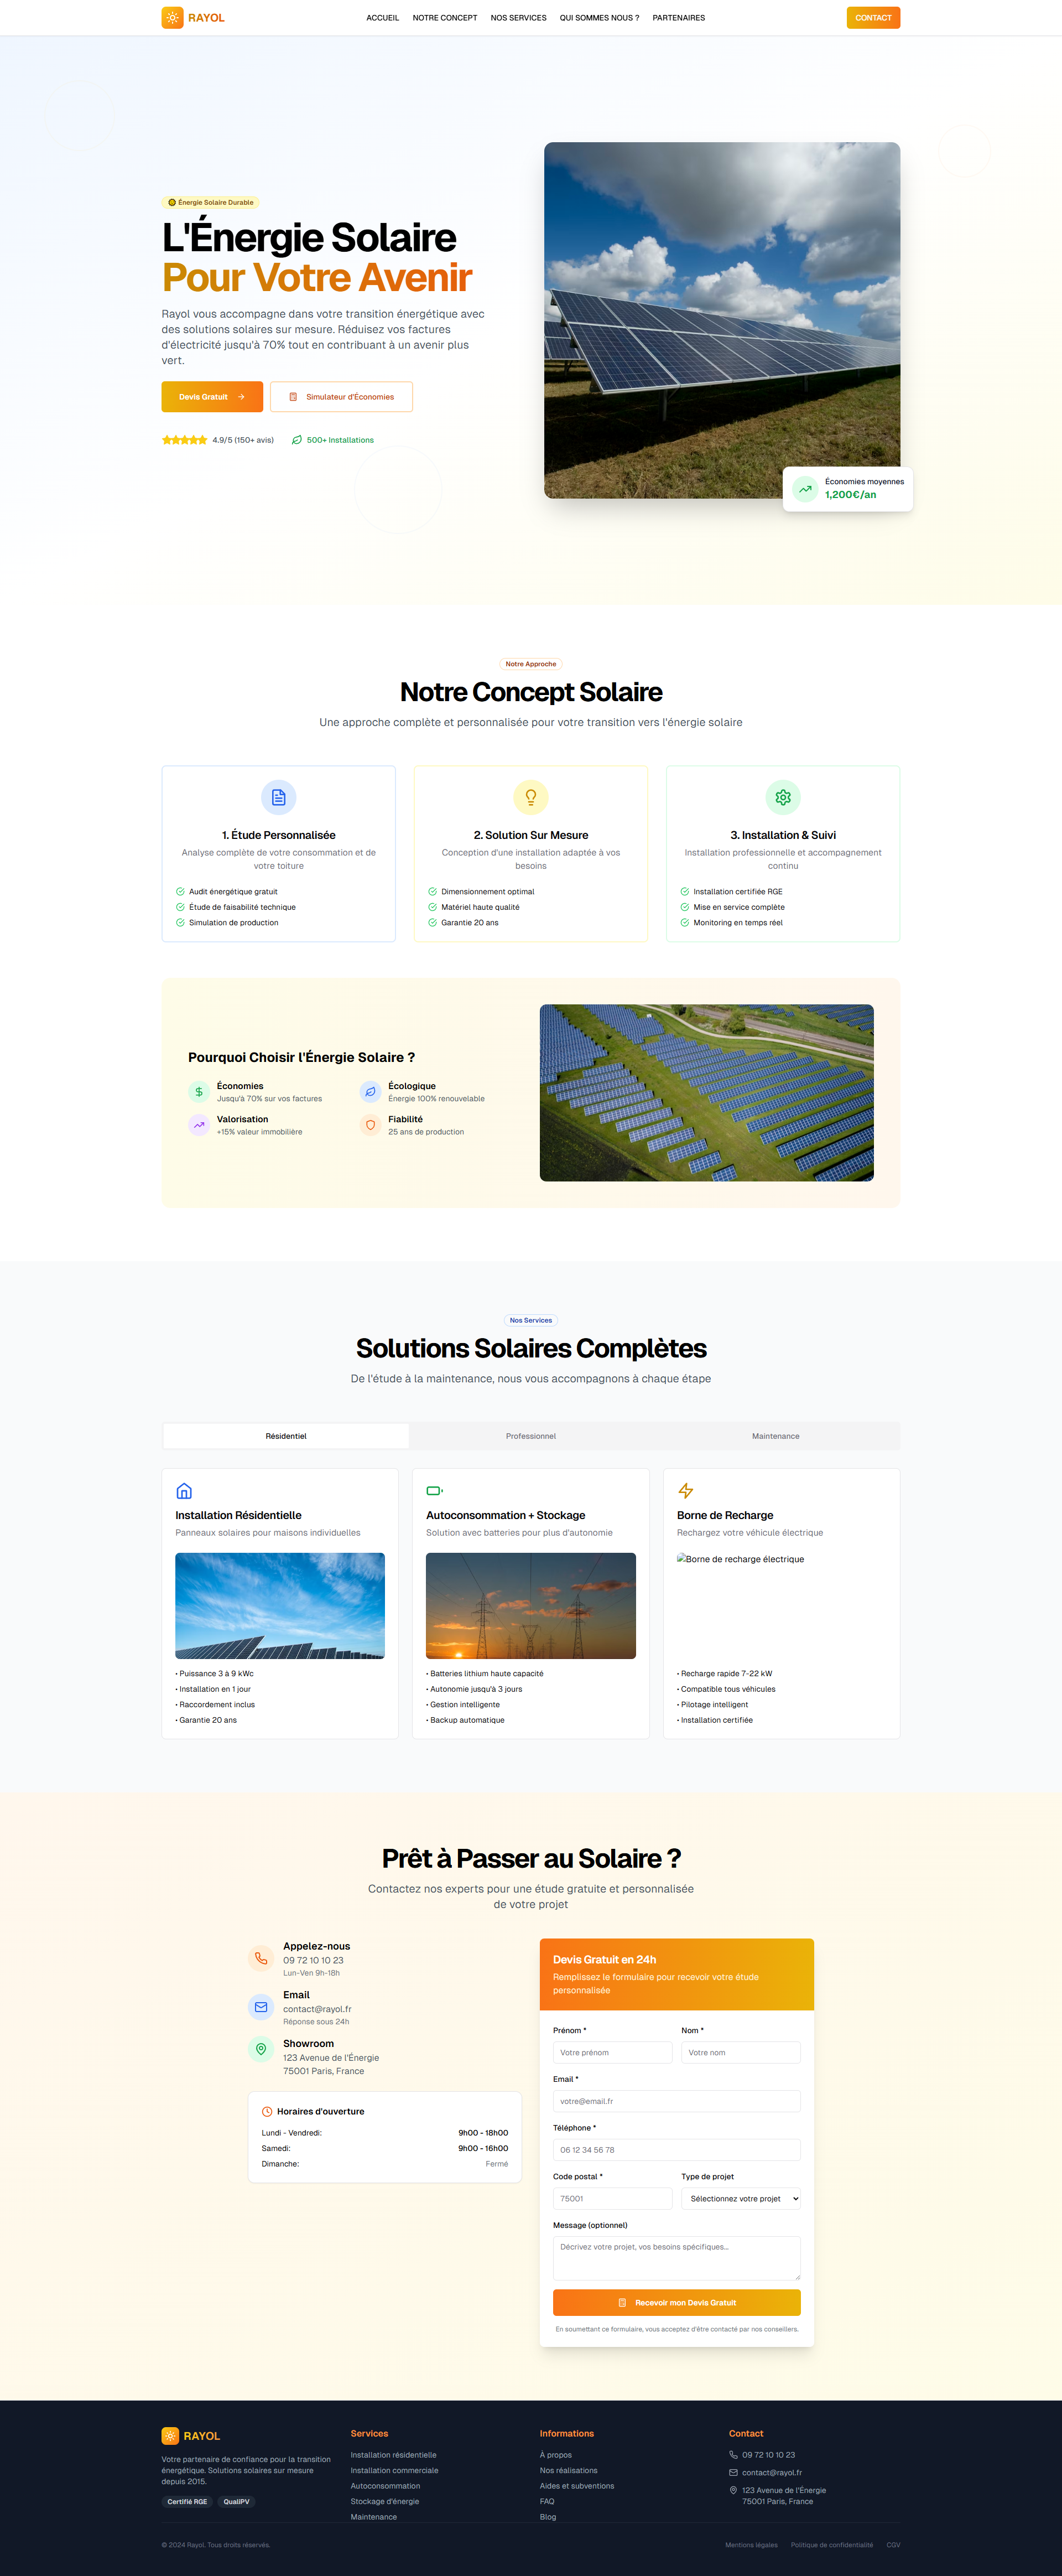 RAYOL
ACCUEIL
NOTRE CONCEPT
NOS SERVICES
QUI SOMMES NOUS ?
PARTENAIRES
CONTACT
Énergie Solaire Durable
L'Énergie Solaire
Pour Votre Avenir
Rayol vous accompagne dans votre transition énergétique avec
des solutions solaires sur mesure. Réduisez vos factures
d'électricité jusqu'à 70% tout en contribuant à un avenir plus
vert.
Devis Gratuit
Simulateur d'Économies
4.9/5 (150+ avis)
500+ Installations
Économies moyennes
1,200€/an
Notre Approche
Notre Concept Solaire
Une approche complète et personnalisée pour votre transition vers l'énergie solaire
1. Étude Personnalisée
Analyse complète de votre consommation et de
votre toiture
Audit énergétique gratuit
Étude de faisabilité technique
Simulation de production
2. Solution Sur Mesure
Conception d'une installation adaptée à vos
besoins
Dimensionnement optimal
Matériel haute qualité
Garantie 20 ans
3. Installation & Suivi
Installation professionnelle et accompagnement
continu
Installation certifiée RGE
Mise en service complète
Monitoring en temps réel
Pourquoi Choisir l'Énergie Solaire ?
Économies
Jusqu'à 70% sur vos factures
Écologique
Énergie 100% renouvelable
Valorisation
+15% valeur immobilière
Fiabilité
25 ans de production
Nos Services
Solutions Solaires Complètes
De l'étude à la maintenance, nous vous accompagnons à chaque étape
Résidentiel
Professionnel
Maintenance
Installation Résidentielle
Panneaux solaires pour maisons individuelles
• Puissance 3 à 9 kWc
• Installation en 1 jour
• Raccordement inclus
• Garantie 20 ans
Autoconsommation + Stockage
Solution avec batteries pour plus d'autonomie
• Batteries lithium haute capacité
• Autonomie jusqu'à 3 jours
• Gestion intelligente
• Backup automatique
Borne de Recharge
Rechargez votre véhicule électrique
Borne de recharge électrique
• Recharge rapide 7-22 kW
• Compatible tous véhicules
• Pilotage intelligent
• Installation certifiée
Prêt à Passer au Solaire ?
Contactez nos experts pour une étude gratuite et personnalisée
de votre projet
Appelez-nous
09 72 10 10 23
Lun-Ven 9h-18h
Email
contact@rayol.fr
Réponse sous 24h
Showroom
123 Avenue de l'Énergie
75001 Paris, France
Horaires d'ouverture
Lundi - Vendredi: 9h00 - 18h00
Samedi: 9h00 - 16h00
Dimanche: Fermé
Devis Gratuit en 24h
Remplissez le formulaire pour recevoir votre étude
personnalisée
Prénom * Nom *
Votre prénom Votre nom
Email *
votre@email.fr
Téléphone *
06 12 34 56 78
Code postal * Type de projet
75001 Sélectionnez votre projet
Message (optionnel)
Décrivez votre projet, vos besoins spécifiques...
Recevoir mon Devis Gratuit
En soumettant ce formulaire, vous acceptez d'être contacté par nos conseillers.
RAYOL
Votre partenaire de confiance pour la transition
énergétique. Solutions solaires sur mesure
depuis 2015.
Certifié RGE
QualiPV
Services
Installation résidentielle
Installation commerciale
Autoconsommation
Stockage d'énergie
Maintenance
Informations
À propos
Nos réalisations
Aides et subventions
FAQ
Blog
Contact
09 72 10 10 23
contact@rayol.fr
123 Avenue de l'Énergie
75001 Paris, France
© 2024 Rayol. Tous droits réservés.
Mentions légales
Politique de confidentialité
CGV